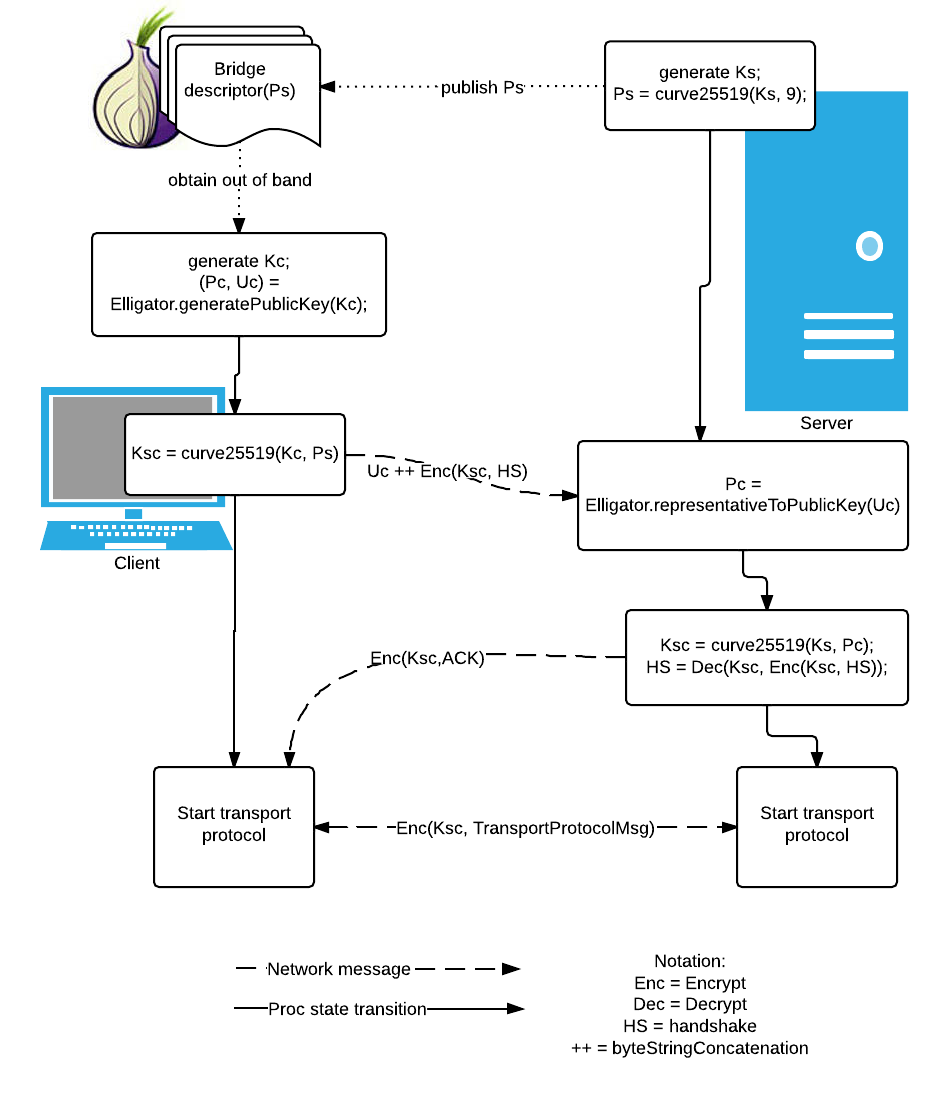 Bridge
descriptor(Ps)
publish Ps
generate Ks;
Ps = curve25519(Ks, 9);
obtain out of band
generate Kc;
(Pc, Uc) =
Elligator.generatePublicKey(Kc);
Server
Ksc = curve25519(Kc, Ps)
Uc ++ Enc(Ksc, HS)
Pc =
Elligator.representativeToPublicKey(Uc)
Client
Ksc = curve25519(Ks, Pc);
HS = Dec(Ksc, Enc(Ksc, HS));
Enc(Ksc,ACK)
Start transport
protocol
Enc(Ksc, TransportProtocolMsg)
Start transport
protocol
Network message
Proc state transition
Notation:
Enc = Encrypt
Dec = Decrypt
HS = handshake
++ = byteStringConcatenation